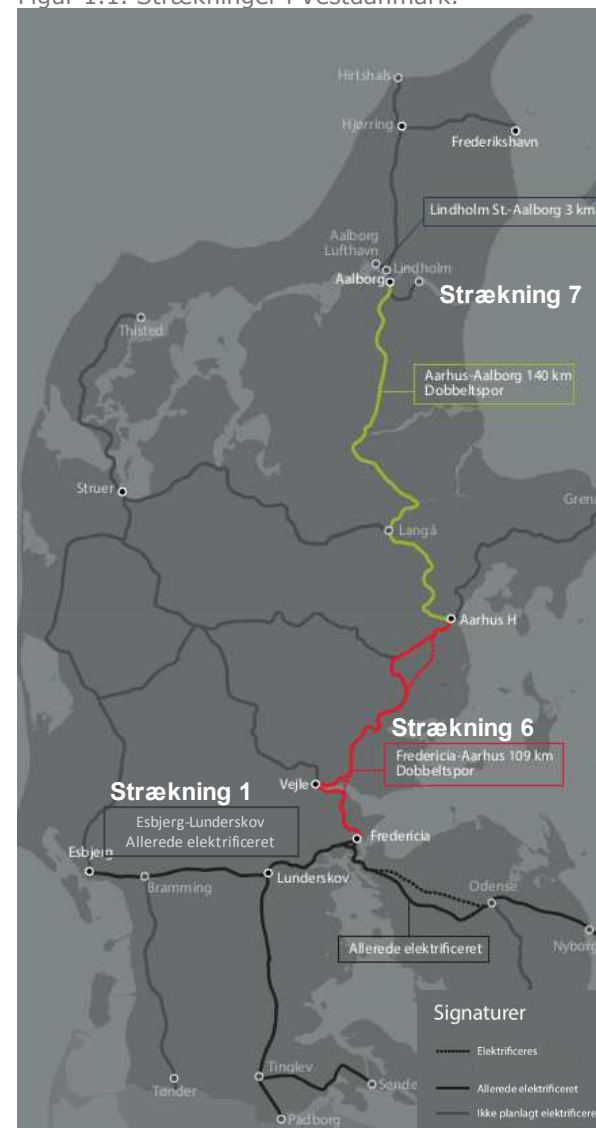 Figur 1.1: Strækninger i Vestdanmark.
Hirtshals
Hjørring
Frederikshavn
Lindholm St.-Aalborg 3 km
Aalborg
Lufthavn
Lindholm
Aalborg
Strækning 7
Thisted
Aarhus-Aalborg 140 km
Dobbeltspor
Struer
Langå
Gren
Aarhus H
Strækning 6
Fredericia-Aarhus 109 km
Dobbeltspor
Vejle
Strækning 1
Esbjerg-Lunderskov
Allerede elektrificeret
Fredericia
Esbjerg
Bramming
Lunderskov
Odense
Allerede elektrificeret
Nyborg
Signaturer
Elektrificeres
Allerede elektrificeret
Ikke planlagt elektrificere
Tinglev
Tønder
Sønde
Padborg